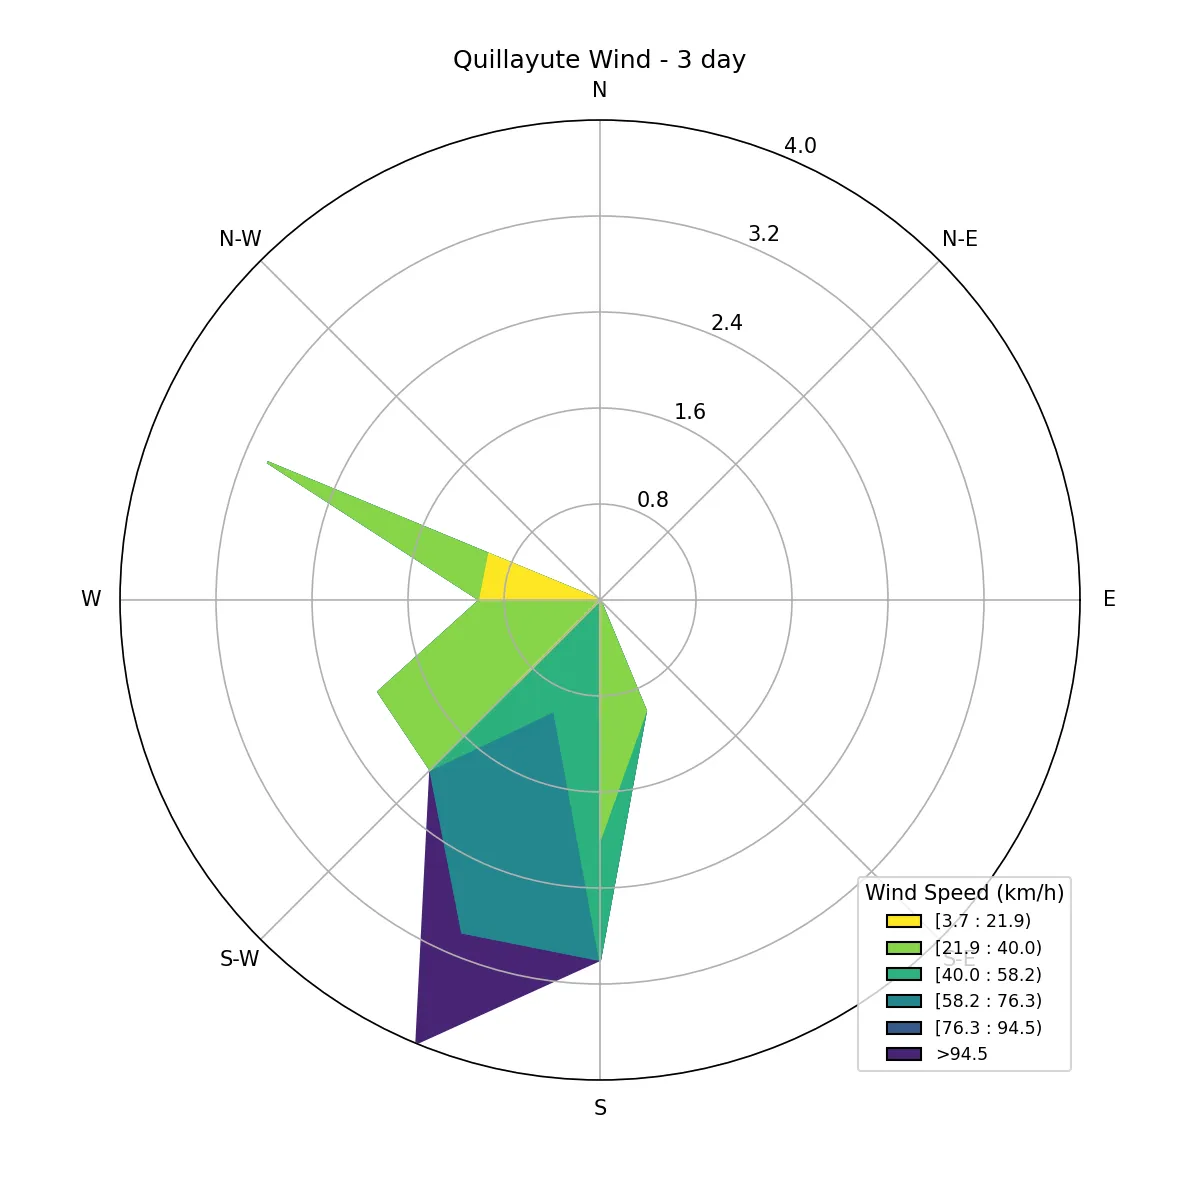 Quillayute Wind - 3 day
N
4.0
N-W
3.2
N-E
2.4
1.6
0.8
W
E
Wind Speed (km/h)
[3.7 : 21.9)
[21.9 : 40.0)
S-W
S-E
[40.0 : 58.2)
[58.2 : 76.3)
[76.3 : 94.5)
>94.5
S